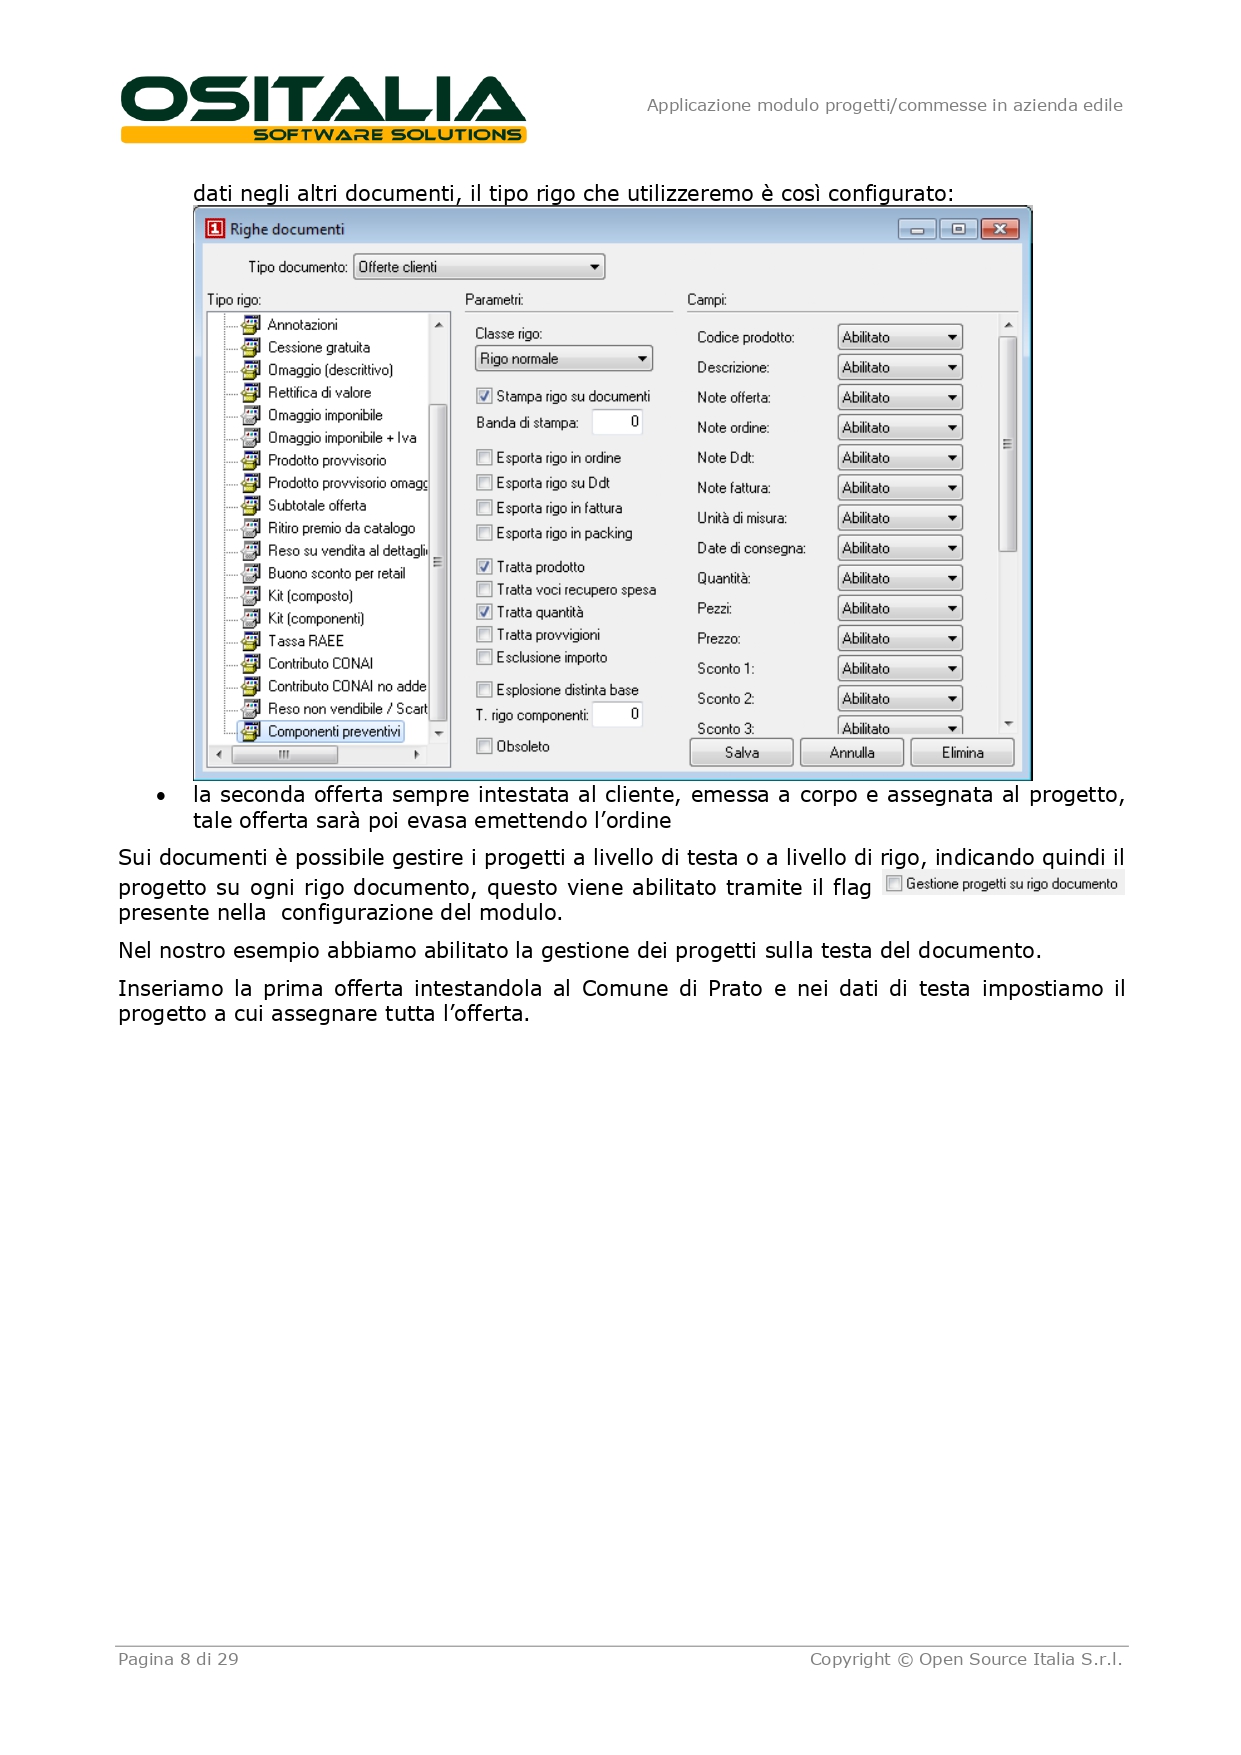 OSITALIA
SOFTWARE SOLUTIONS
Applicazione modulo progetti/commesse in azienda edile
dati negli altri documenti, il tipo rigo che utilizzeremo è così configurato:
1 Righe documenti
Tipo documento: Offerte clienti
Tipo rigo:
Annotazioni
Cessione gratuita
Omaggio (descrittivo)
Rettifica di valore
Omaggio imponibile
Omaggio imponibile + Iva
Prodotto provvisorio
Prodotto provvisorio omagg
Subtotale offerta
Ritiro premio da catalogo
Reso su vendita al dettagli
Buono sconto per retail
Kit (composto)
Kit (componenti)
Tassa RAEE
Contributo CONAI
Contributo CONAI no adde
Reso non vendibile / Scart
Componenti preventivi
Parametri:
Classe rigo:
Rigo normale
Stampa rigo su documenti
Banda di stampa: 0
Esporta rigo in ordine
Esporta rigo su Ddt
Esporta rigo in fattura
Esporta rigo in packing
Tratta prodotto
Tratta voci recupero spesa
Tratta quantità
Tratta provvigioni
Esclusione importo
Esplosione distinta base
T. rigo componenti: 0
Obsoleto
Campi:
Codice prodotto: Abilitato
Descrizione: Abilitato
Note offerta: Abilitato
Note ordine: Abilitato
Note Ddt: Abilitato
Note fattura: Abilitato
Unità di misura: Abilitato
Date di consegna: Abilitato
Quantità: Abilitato
Pezzi: Abilitato
Prezzo: Abilitato
Sconto 1: Abilitato
Sconto 2: Abilitato
Sconto 3: Abilitato
Salva Annulla Elimina
• la seconda offerta sempre intestata al cliente, emessa a corpo e assegnata al progetto,
tale offerta sarà poi evasa emettendo l’ordine
Sui documenti è possibile gestire i progetti a livello di testa o a livello di rigo, indicando quindi il
progetto su ogni rigo documento, questo viene abilitato tramite il flag Gestione progetti su rigo documento
presente nella configurazione del modulo.
Nel nostro esempio abbiamo abilitato la gestione dei progetti sulla testa del documento.
Inseriamo la prima offerta intestandola al Comune di Prato e nei dati di testa impostiamo il
progetto a cui assegnare tutta l’offerta.
Pagina 8 di 29
Copyright © Open Source Italia S.r.l.